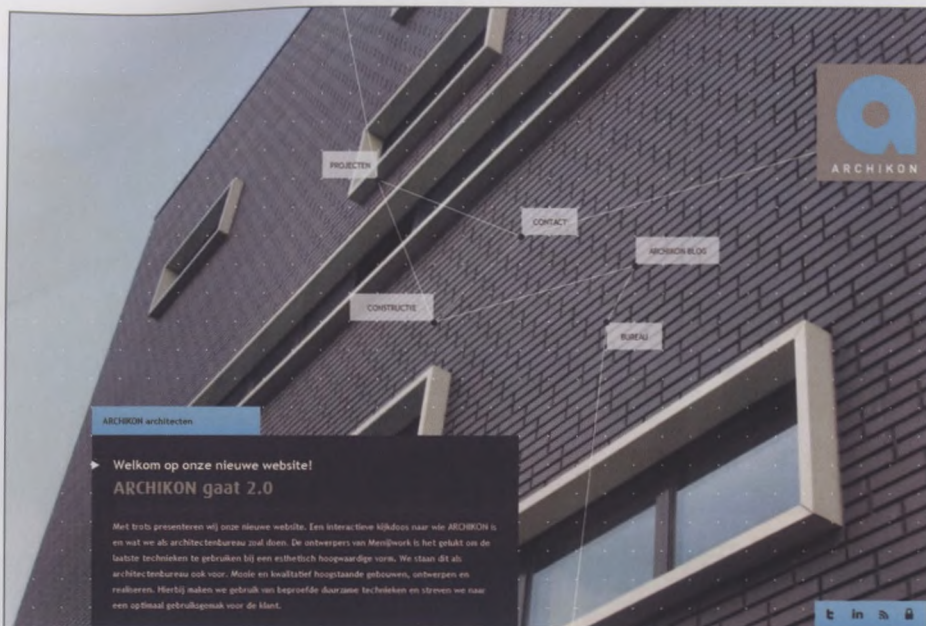 PROJECTEN
ARCHIKON
CONTACT
ARCHIKON BLOG
CONSTRUCTIE
BUREAU
ARCHIKON architecten
Welkom op onze nieuwe website!
ARCHIKON gaat 2.0
Met trots presenteren wij onze nieuwe website. Een interactieve kijkdoos naar wie ARCHIKON is
en wat we als architectenbureau zoal doen. De ontwerpers van Men@work is het gelukt om de
laatste technieken te gebruiken bij een esthetisch hoogwaardige vorm. We staan dit als
architectenbureau ook voor. Mooie en kwalitatief hoogstaande gebouwen, ontwerpen en
realiseren. Hierbij maken we gebruik van beproefde duurzame technieken en streven we naar
een optimaal gebruiksgemak voor de klant.